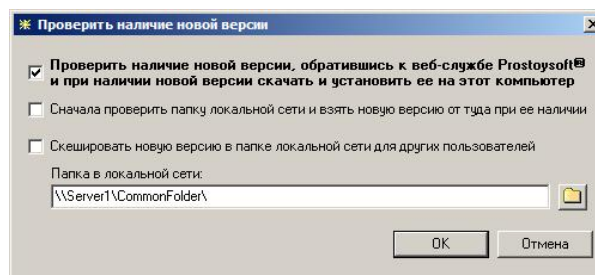 Проверить наличие новой версии
Проверить наличие новой версии, обратившись к веб-службе Prostoysoft®
и при наличии новой версии скачать и установить ее на этот компьютер
Сначала проверить папку локальной сети и взять новую версию от туда при ее наличии
Скешировать новую версию в папке локальной сети для других пользователей
Папка в локальной сети:
\\Server1\CommonFolder\
OK Отмена